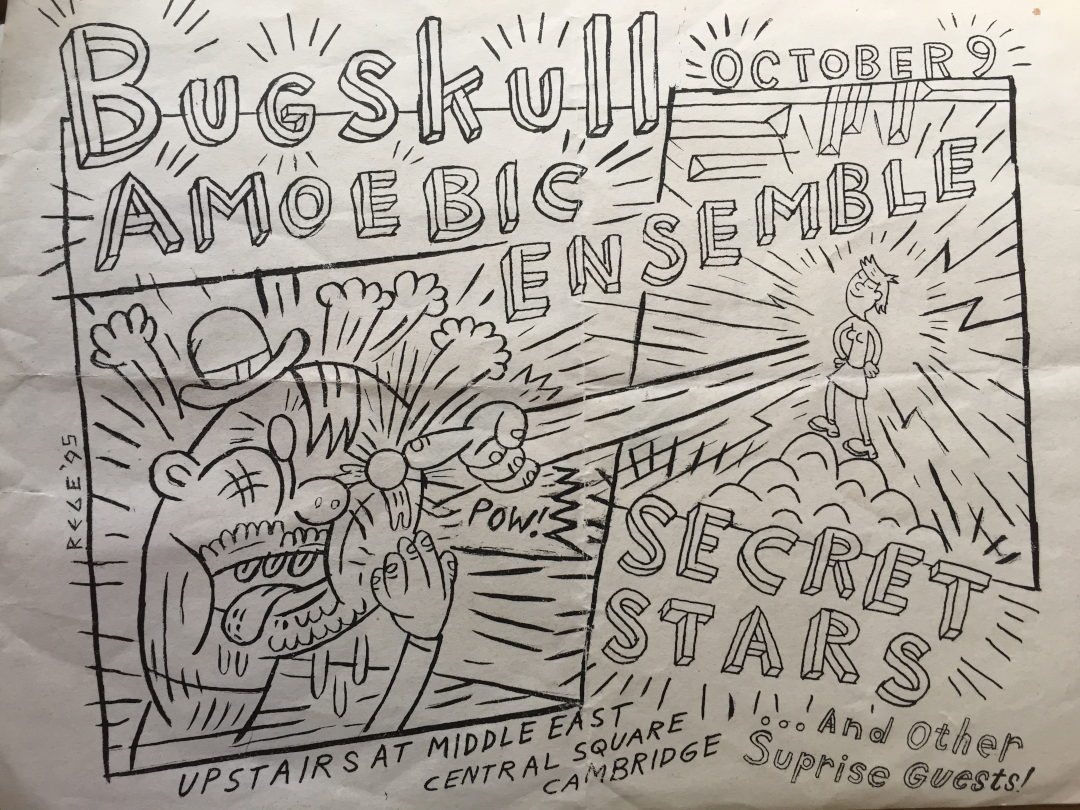 BUGSkull
OCTOBER 9
AMOEBIC
ENSEMBLE
POW!
REGE '95
SECRET
STARS
UPSTAIRS AT MIDDLE EAST
CENTRAL SQUARE
CAMBRIDGE
...And Other
Suprise Guests!